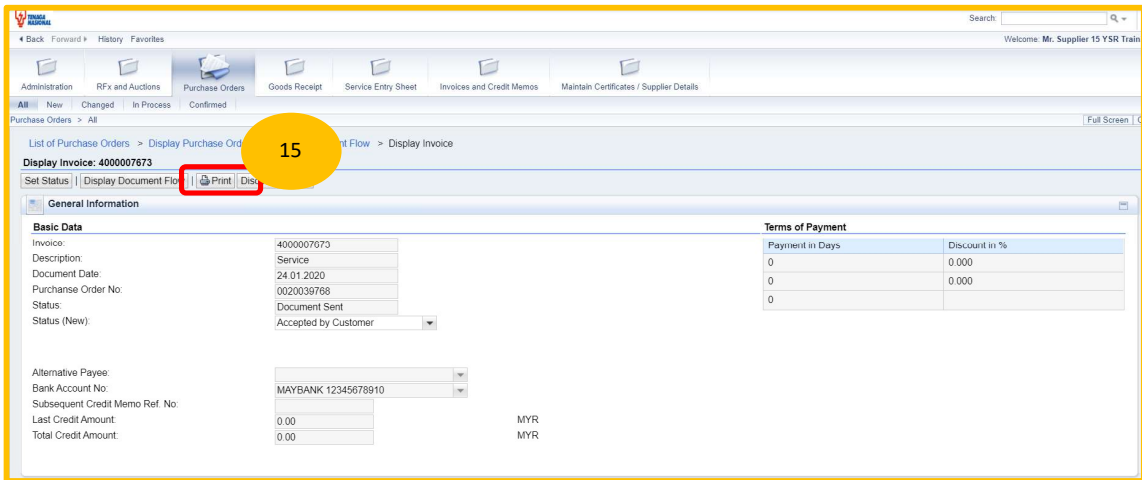 TENAGA NASIONAL
Search:
Back Forward History Favorites
Welcome: Mr. Supplier 15 YSR Train
Administration RFx and Auctions Purchase Orders Goods Receipt Service Entry Sheet Invoices and Credit Memos Maintain Certificates / Supplier Details
All New Changed In Process Confirmed
Purchase Orders > All
Full Screen
List of Purchase Orders > Display Purchase Ord 15 nt Flow > Display Invoice
Display Invoice: 4000007673
Set Status | Display Document Flow | Print Disc
General Information
Basic Data
Terms of Payment
Invoice: 4000007673
Payment in Days Discount in %
Description: Service
0 0.000
Document Date: 24.01.2020
0 0.000
Purchanse Order No: 0020039768
0
Status: Document Sent
Status (New): Accepted by Customer
Alternative Payee:
Bank Account No: MAYBANK 12345678910
Subsequent Credit Memo Ref. No:
Last Credit Amount: 0.00 MYR
Total Credit Amount: 0.00 MYR